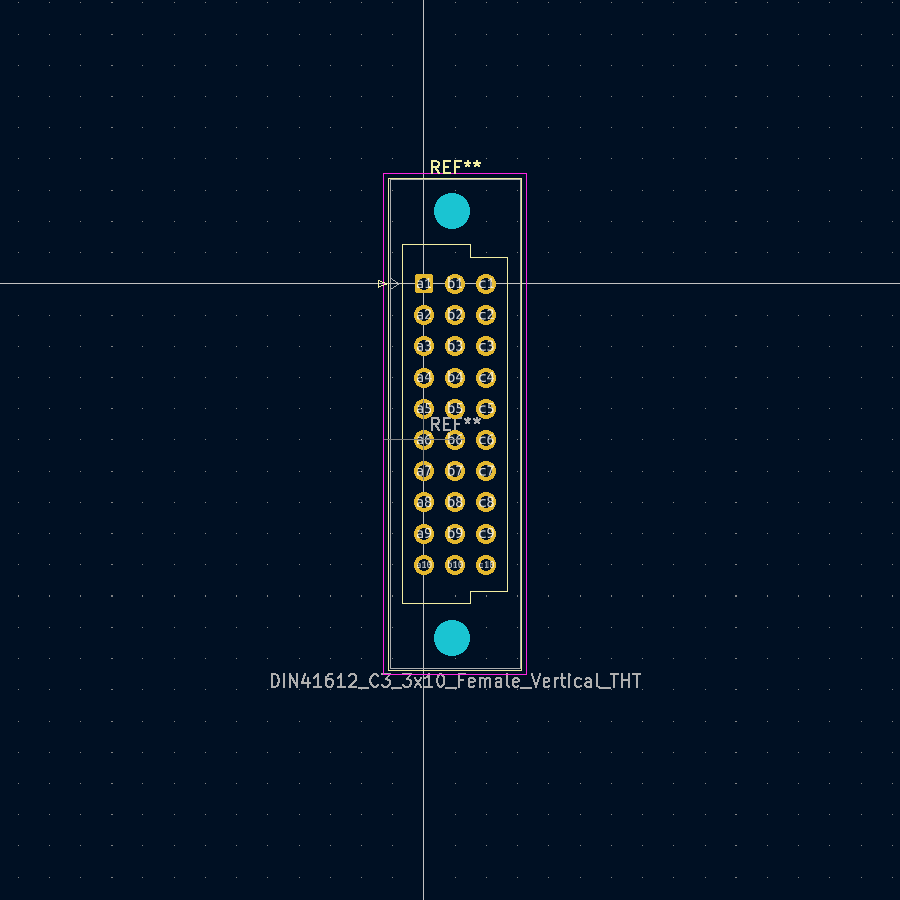 REF**
a1 b1 c1
a2 b2 c2
a3 b3 c3
a4 b4 c4
a5 b5 c5
REF**
a6 b6 c6
a7 b7 c7
a8 b8 c8
a9 b9 c9
a10 b10 c10
DIN41612_C3_3x10_Female_Vertical_THT